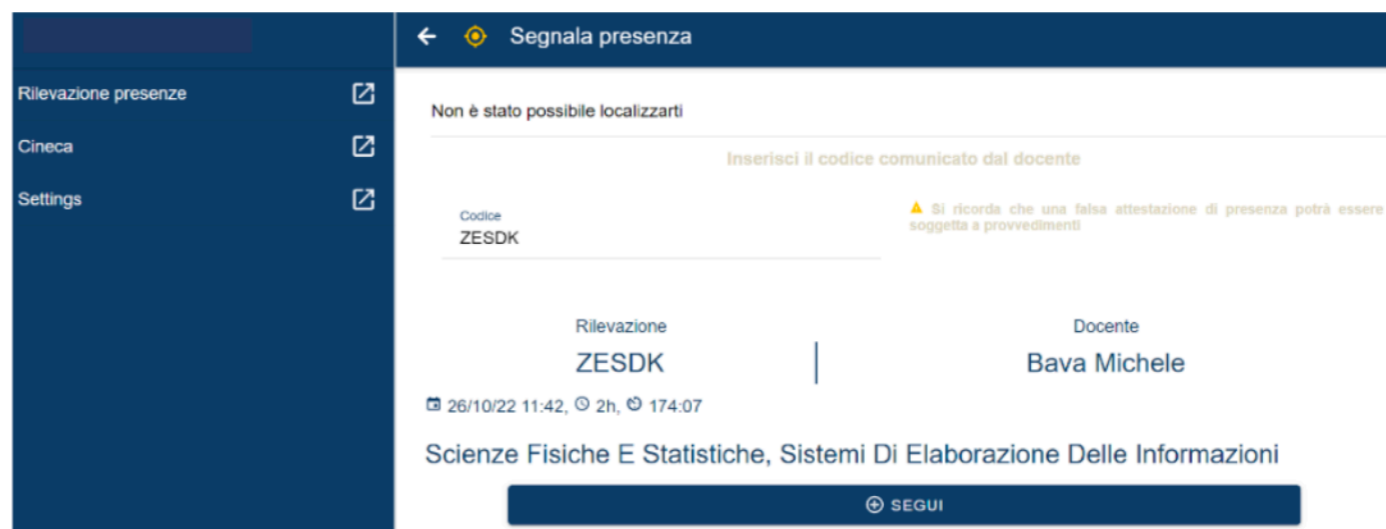 Segnala presenza
Rilevazione presenze
Cineca
Settings
Non è stato possibile localizzarti
Inserisci il codice comunicato dal docente
Codice
ZESDK
Si ricorda che una falsa attestazione di presenza potrà essere
soggetta a provvedimenti
Rilevazione
ZESDK
Docente
Bava Michele
26/10/22 11:42, 2h, 174:07
Scienze Fisiche E Statistiche, Sistemi Di Elaborazione Delle Informazioni
SEGUI